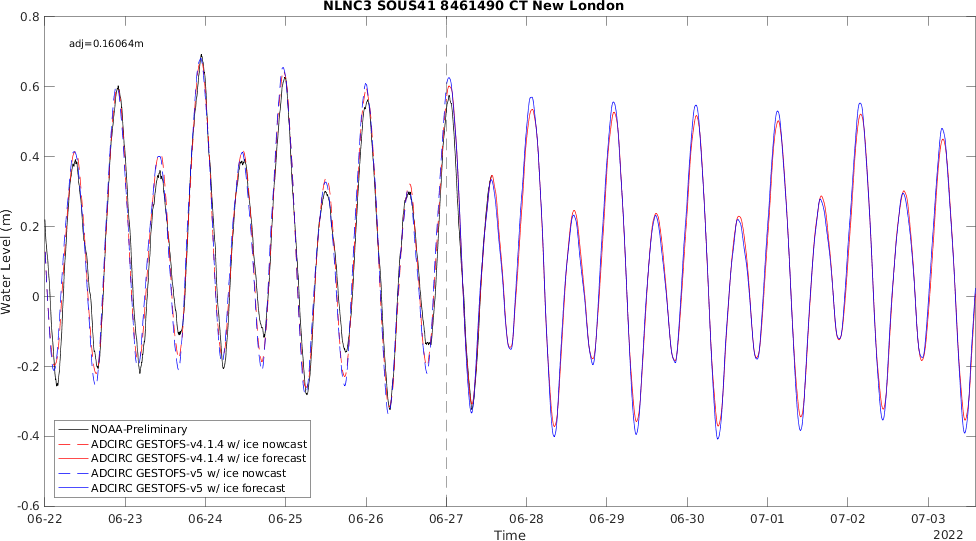 NLNC3 SOUS41 8461490 CT New London
adj=0.16064m
Water Level (m)
0.8
0.6
0.4
0.2
0
-0.2
-0.4
-0.6
NOAA-Preliminary
ADCIRC GESTOFS-v4.1.4 w/ ice nowcast
ADCIRC GESTOFS-v4.1.4 w/ ice forecast
ADCIRC GESTOFS-v5 w/ ice nowcast
ADCIRC GESTOFS-v5 w/ ice forecast
06-22 06-23 06-24 06-25 06-26 06-27 06-28 06-29 06-30 07-01 07-02 07-03
Time
2022